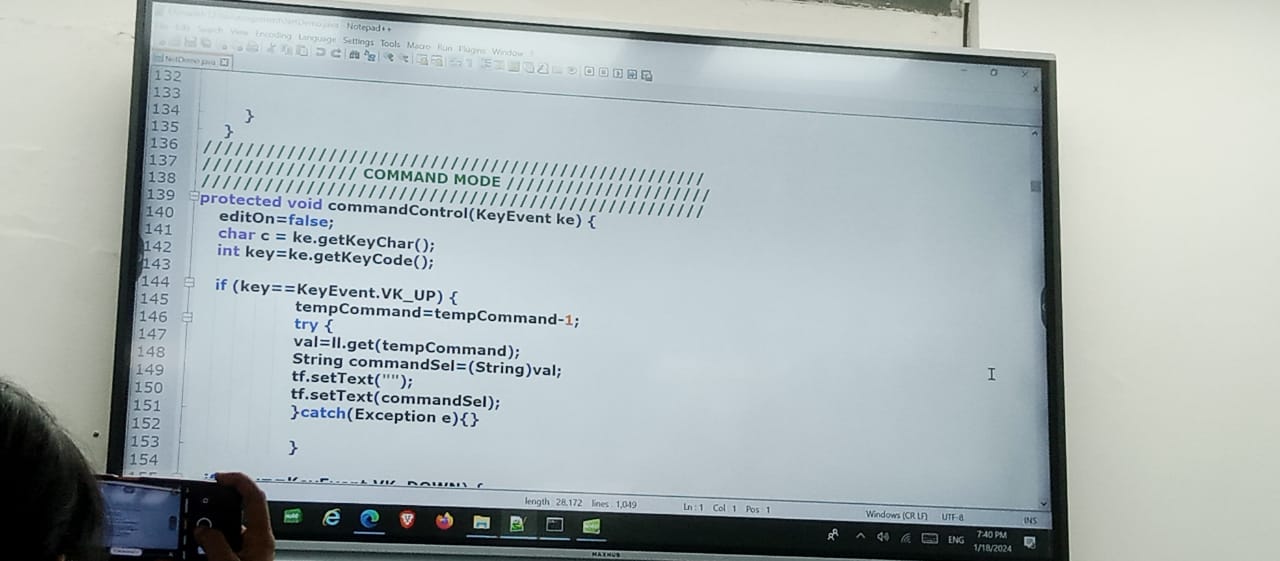 Notepad++
Search View Encoding Language Settings Tools Macro Run Plugins Window ?
NetDemo.java
132
133
134 }
135 }
136 ////////////////////////////////////////////////
137 /////////////// COMMAND MODE ////////////////////
138 ////////////////////////////////////////////////
139 protected void commandControl(KeyEvent ke) {
140 editOn=false;
141 char c = ke.getKeyChar();
142 int key=ke.getKeyCode();
143
144 if (key==KeyEvent.VK_UP) {
145 tempCommand=tempCommand-1;
146 try {
147 val=ll.get(tempCommand);
148 String commandSel=(String)val;
149 tf.setText("");
150 tf.setText(commandSel);
151 }catch(Exception e){}
152
153 }
154
length 28,172 lines 1,049 Ln : 1 Col : 1 Pos : 1 Windows (CR LF) UTF-8 INS
ENG 7:40 PM
1/18/2024
MAXHUB